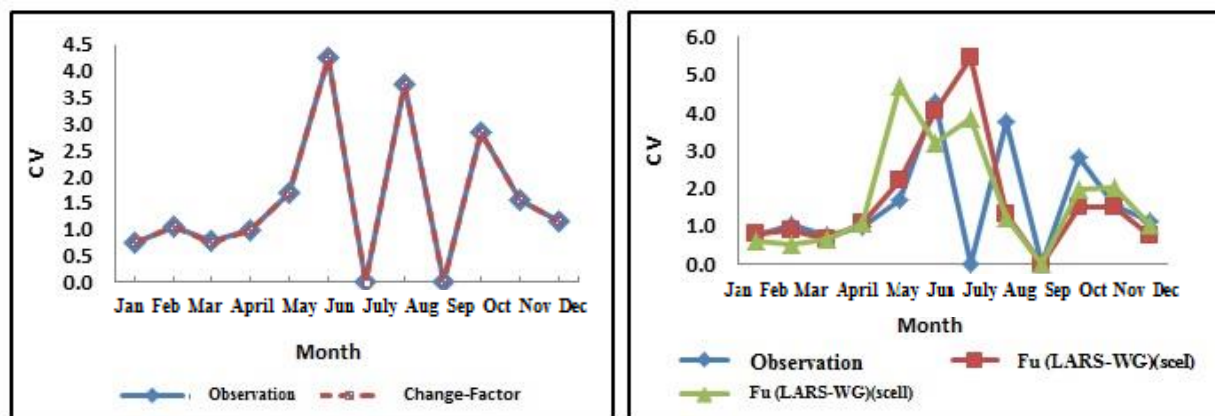 4.5
4.0
3.5
3.0
2.5
2.0
1.5
1.0
0.5
0.0
CV
Jan Feb Mar April May Jun July Aug Sep Oct Nov Dec
Month
Observation Change-Factor
6.0
5.0
4.0
3.0
2.0
1.0
0.0
CV
Jan Feb Mar April May Jun July Aug Sep Oct Nov Dec
Month
Observation Fu (LARS-WG)(sceI)
Fu (LARS-WG)(scell)